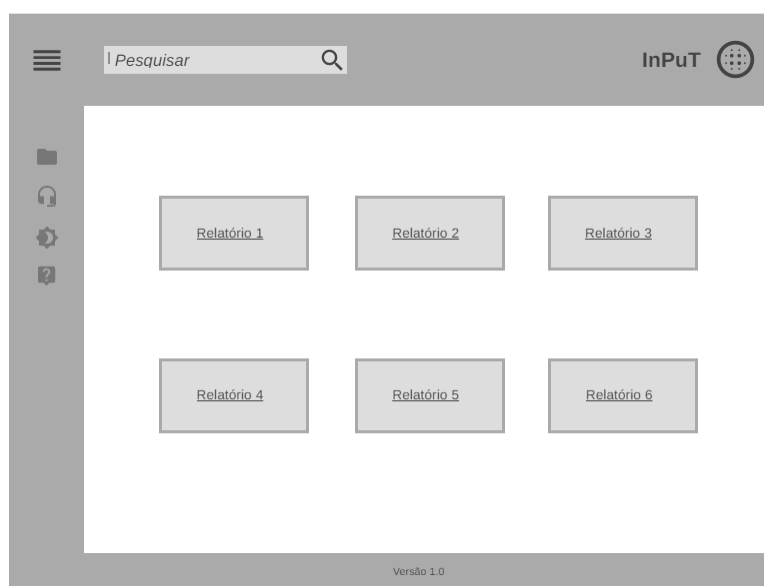 Pesquisar
InPuT
Relatório 1
Relatório 2
Relatório 3
Relatório 4
Relatório 5
Relatório 6
Versão 1.0